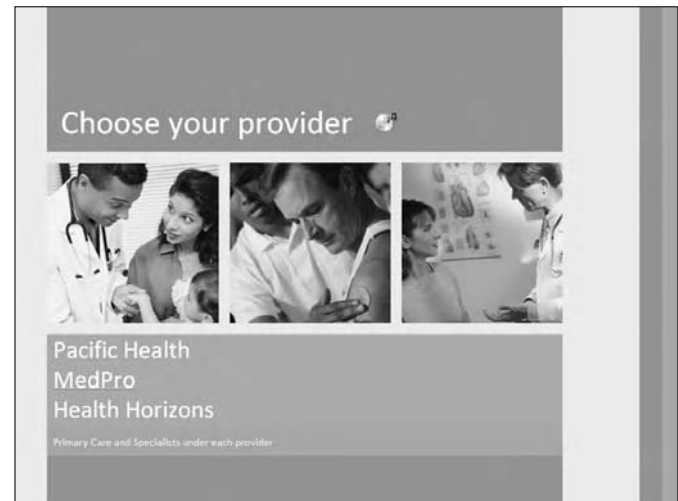 Choose your provider
Pacific Health
MedPro
Health Horizons
Primary Care and Specialists under each provider